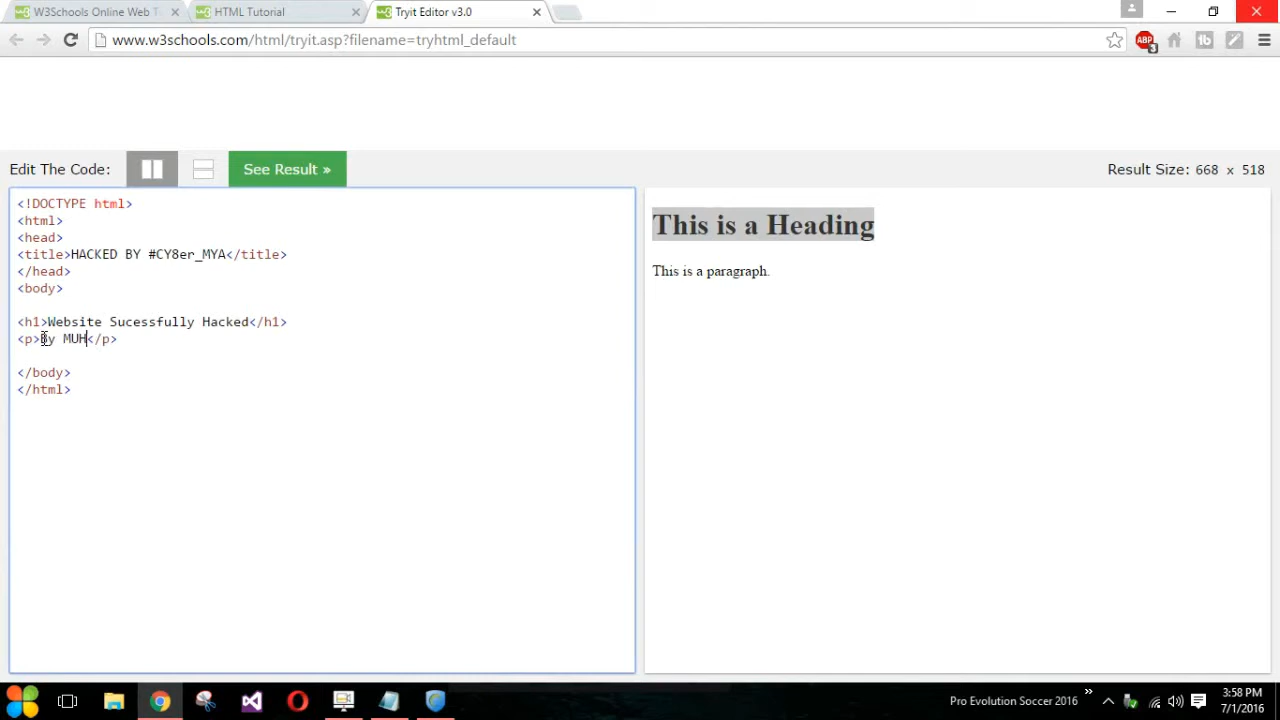 W3Schools Online Web T
HTML Tutorial
Tryit Editor v3.0
www.w3schools.com/html/tryit.asp?filename=tryhtml_default
ABP
3
tb
Edit The Code:
See Result »
Result Size: 668 x 518
<!DOCTYPE html>
<html>
<head>
<title>HACKED BY #CY8er_MYA</title>
</head>
<body>
<h1>Website Sucessfully Hacked</h1>
<p>By MUH</p>
</body>
</html>
This is a Heading
This is a paragraph.
Pro Evolution Soccer 2016
3:58 PM
7/1/2016